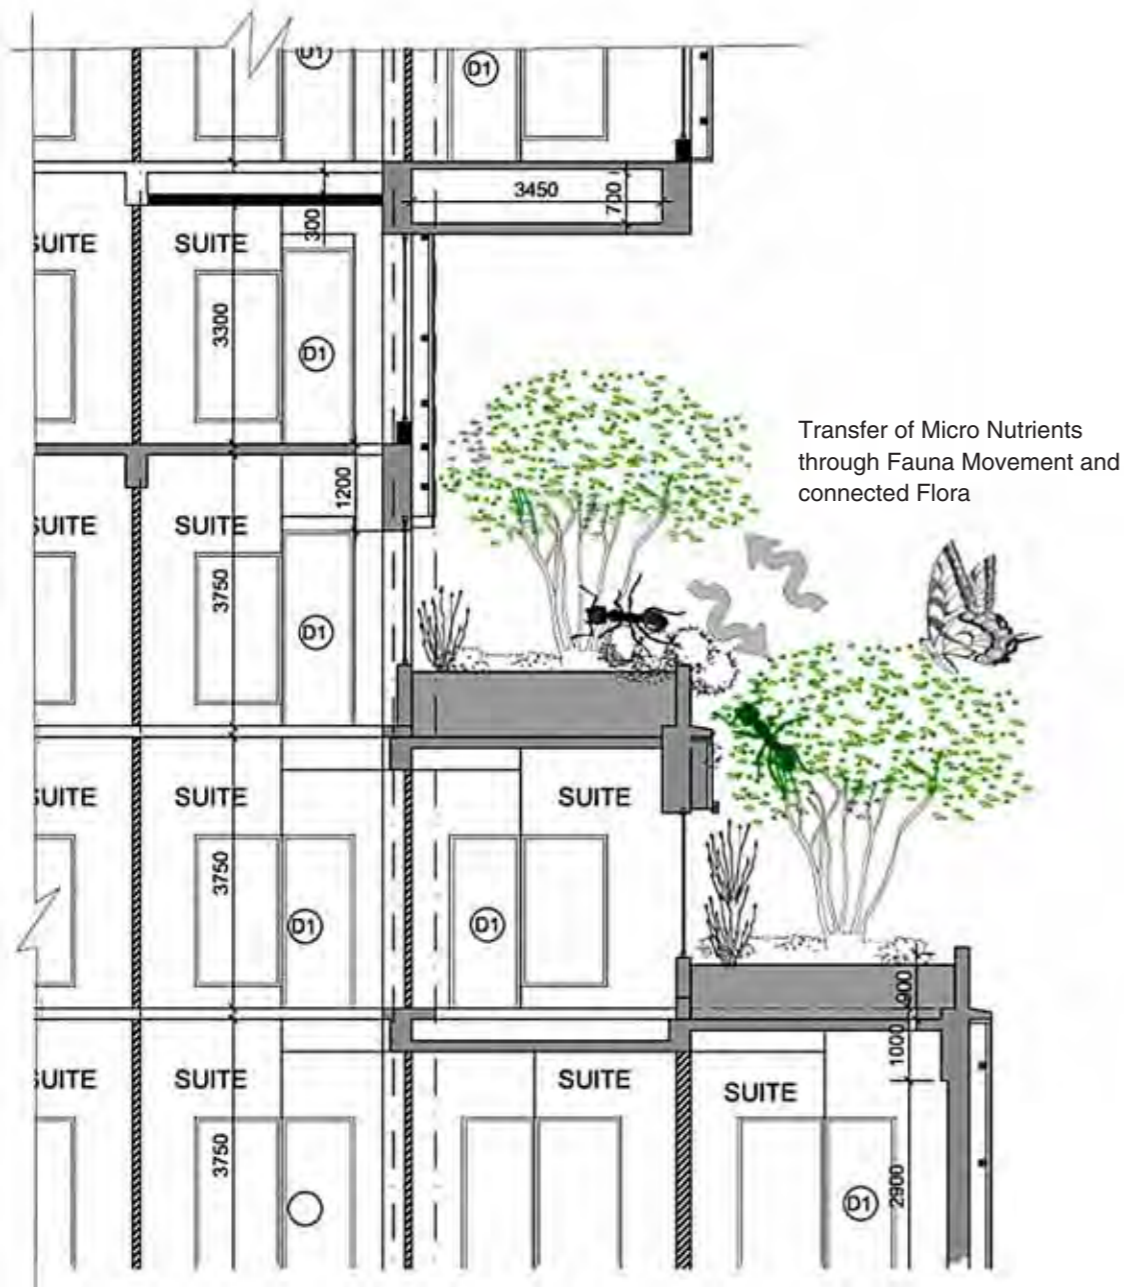 D1
D1
3450
700
300
SUITE
SUITE
3300
D1
Transfer of Micro Nutrients
through Fauna Movement and
connected Flora
1200
SUITE
SUITE
3750
D1
SUITE
SUITE
SUITE
3750
D1
D1
900
1000
SUITE
SUITE
SUITE
SUITE
3750
D1
2900